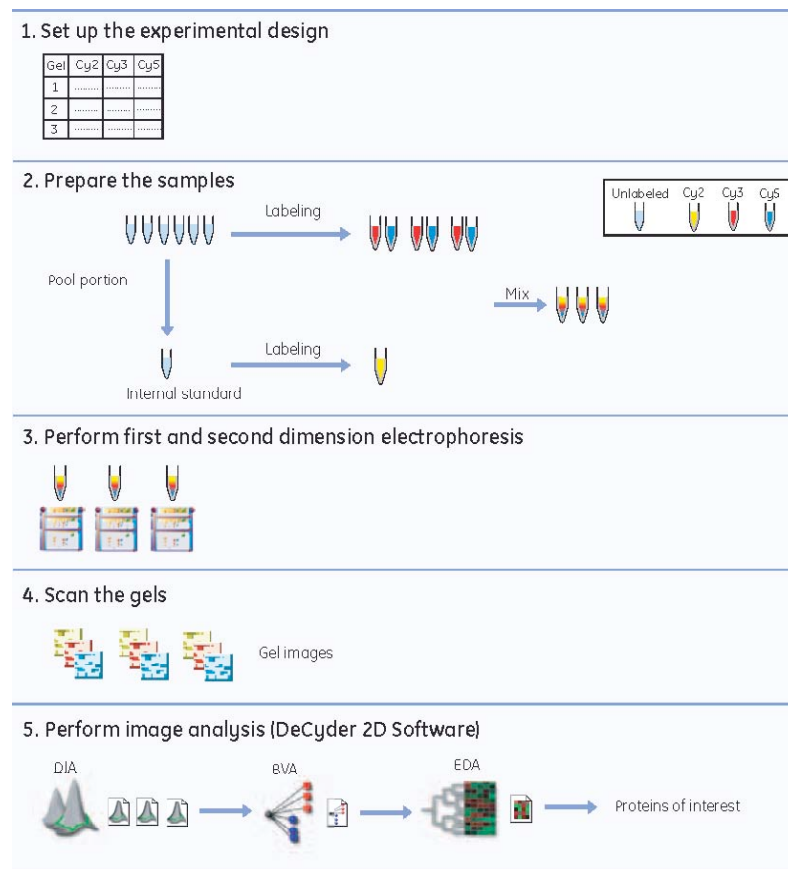 1. Set up the experimental design
Gel Cy2 Cy3 Cy5
1 ......... ......... .........
2 ......... ......... .........
3 ......... ......... .........
2. Prepare the samples
Unlabeled Cy2 Cy3 Cy5
Labeling
Pool portion
Mix
Labeling
Internal standard
3. Perform first and second dimension electrophoresis
4. Scan the gels
Gel images
5. Perform image analysis (DeCyder 2D Software)
DIA BVA EDA
Proteins of interest